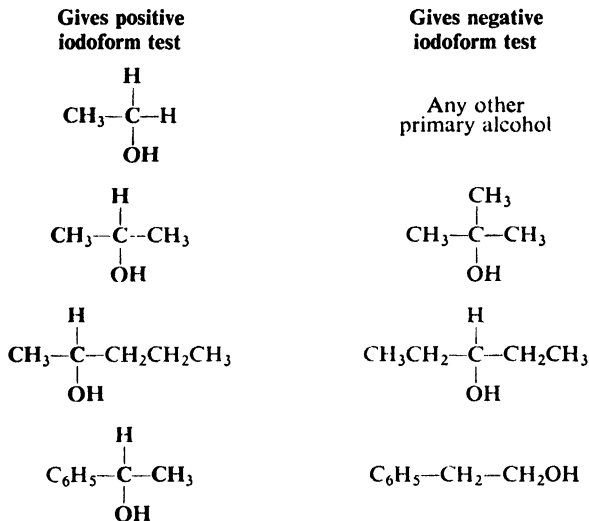 Gives positive
iodoform test
Gives negative
iodoform test
H
CH₃—C—H
OH
Any other
primary alcohol
H
CH₃—C—CH₃
OH
CH₃
CH₃—C—CH₃
OH
H
CH₃—C—CH₂CH₂CH₃
OH
H
CH₃CH₂—C—CH₂CH₃
OH
H
C₆H₅—C—CH₃
OH
C₆H₅—CH₂—CH₂OH